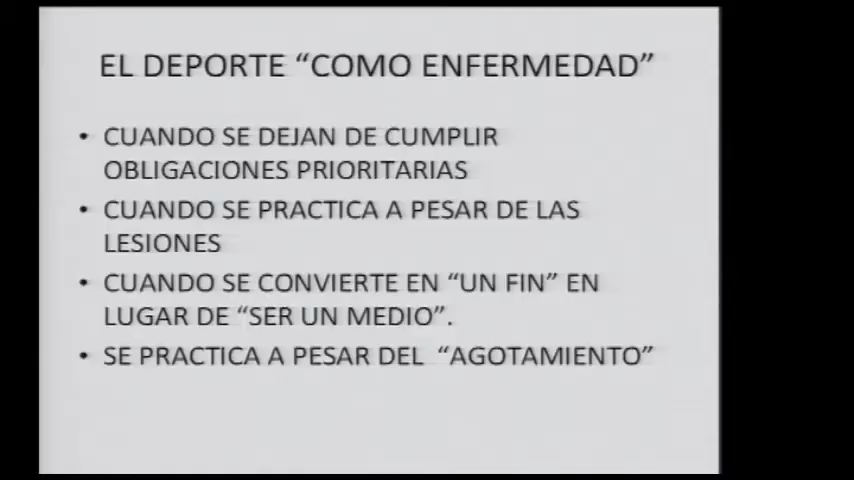 EL DEPORTE “COMO ENFERMEDAD”
• CUANDO SE DEJAN DE CUMPLIR
OBLIGACIONES PRIORITARIAS
• CUANDO SE PRACTICA A PESAR DE LAS
LESIONES
• CUANDO SE CONVIERTE EN “UN FIN” EN
LUGAR DE “SER UN MEDIO”.
• SE PRACTICA A PESAR DEL “AGOTAMIENTO”